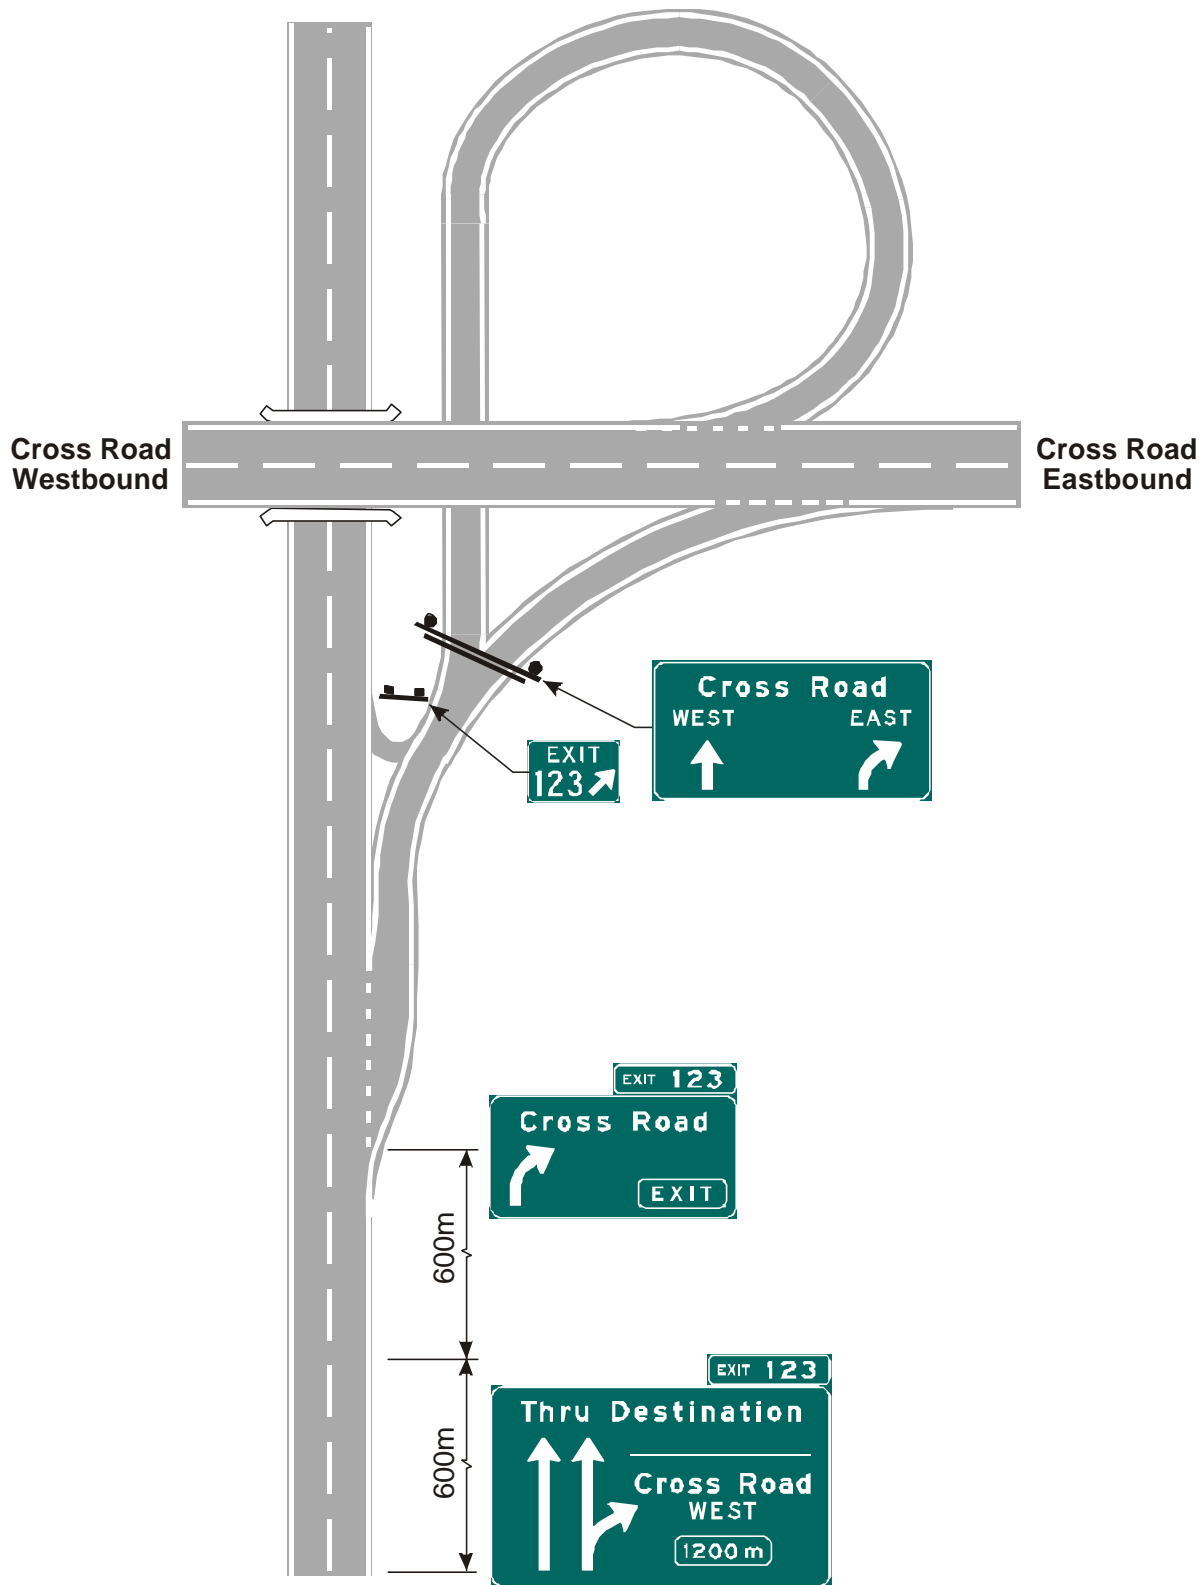 Cross Road
Westbound
Cross Road
Eastbound
Cross Road
WEST EAST
EXIT
123
EXIT 123
Cross Road
EXIT
600m
EXIT 123
Thru Destination
Cross Road
WEST
1200 m
600m